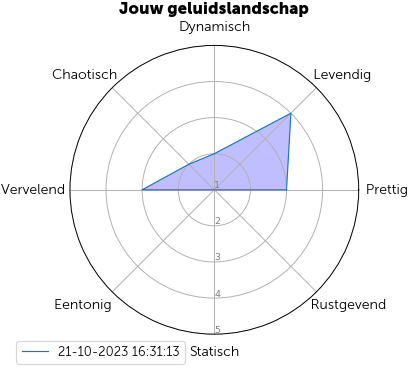 Jouw geluidslandschap
Dynamisch
Chaotisch
Levendig
Vervelend
1
Prettig
2
3
Eentonig
4
Rustgevend
5
21-10-2023 16:31:13
Statisch